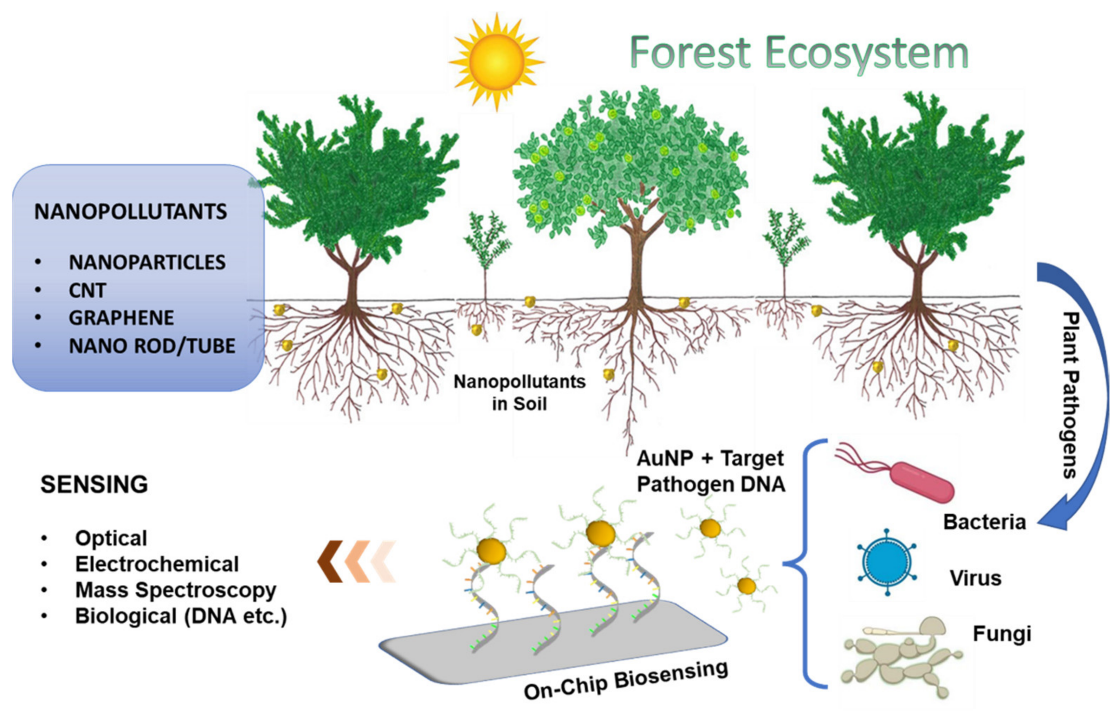 Forest Ecosystem
NANOPOLLUTANTS
• NANOPARTICLES
• CNT
• GRAPHENE
• NANO ROD/TUBE
Nanopollutants
in Soil
Plant Pathogens
SENSING
• Optical
• Electrochemical
• Mass Spectroscopy
• Biological (DNA etc.)
AuNP + Target
Pathogen DNA
On-Chip Biosensing
Bacteria
Virus
Fungi